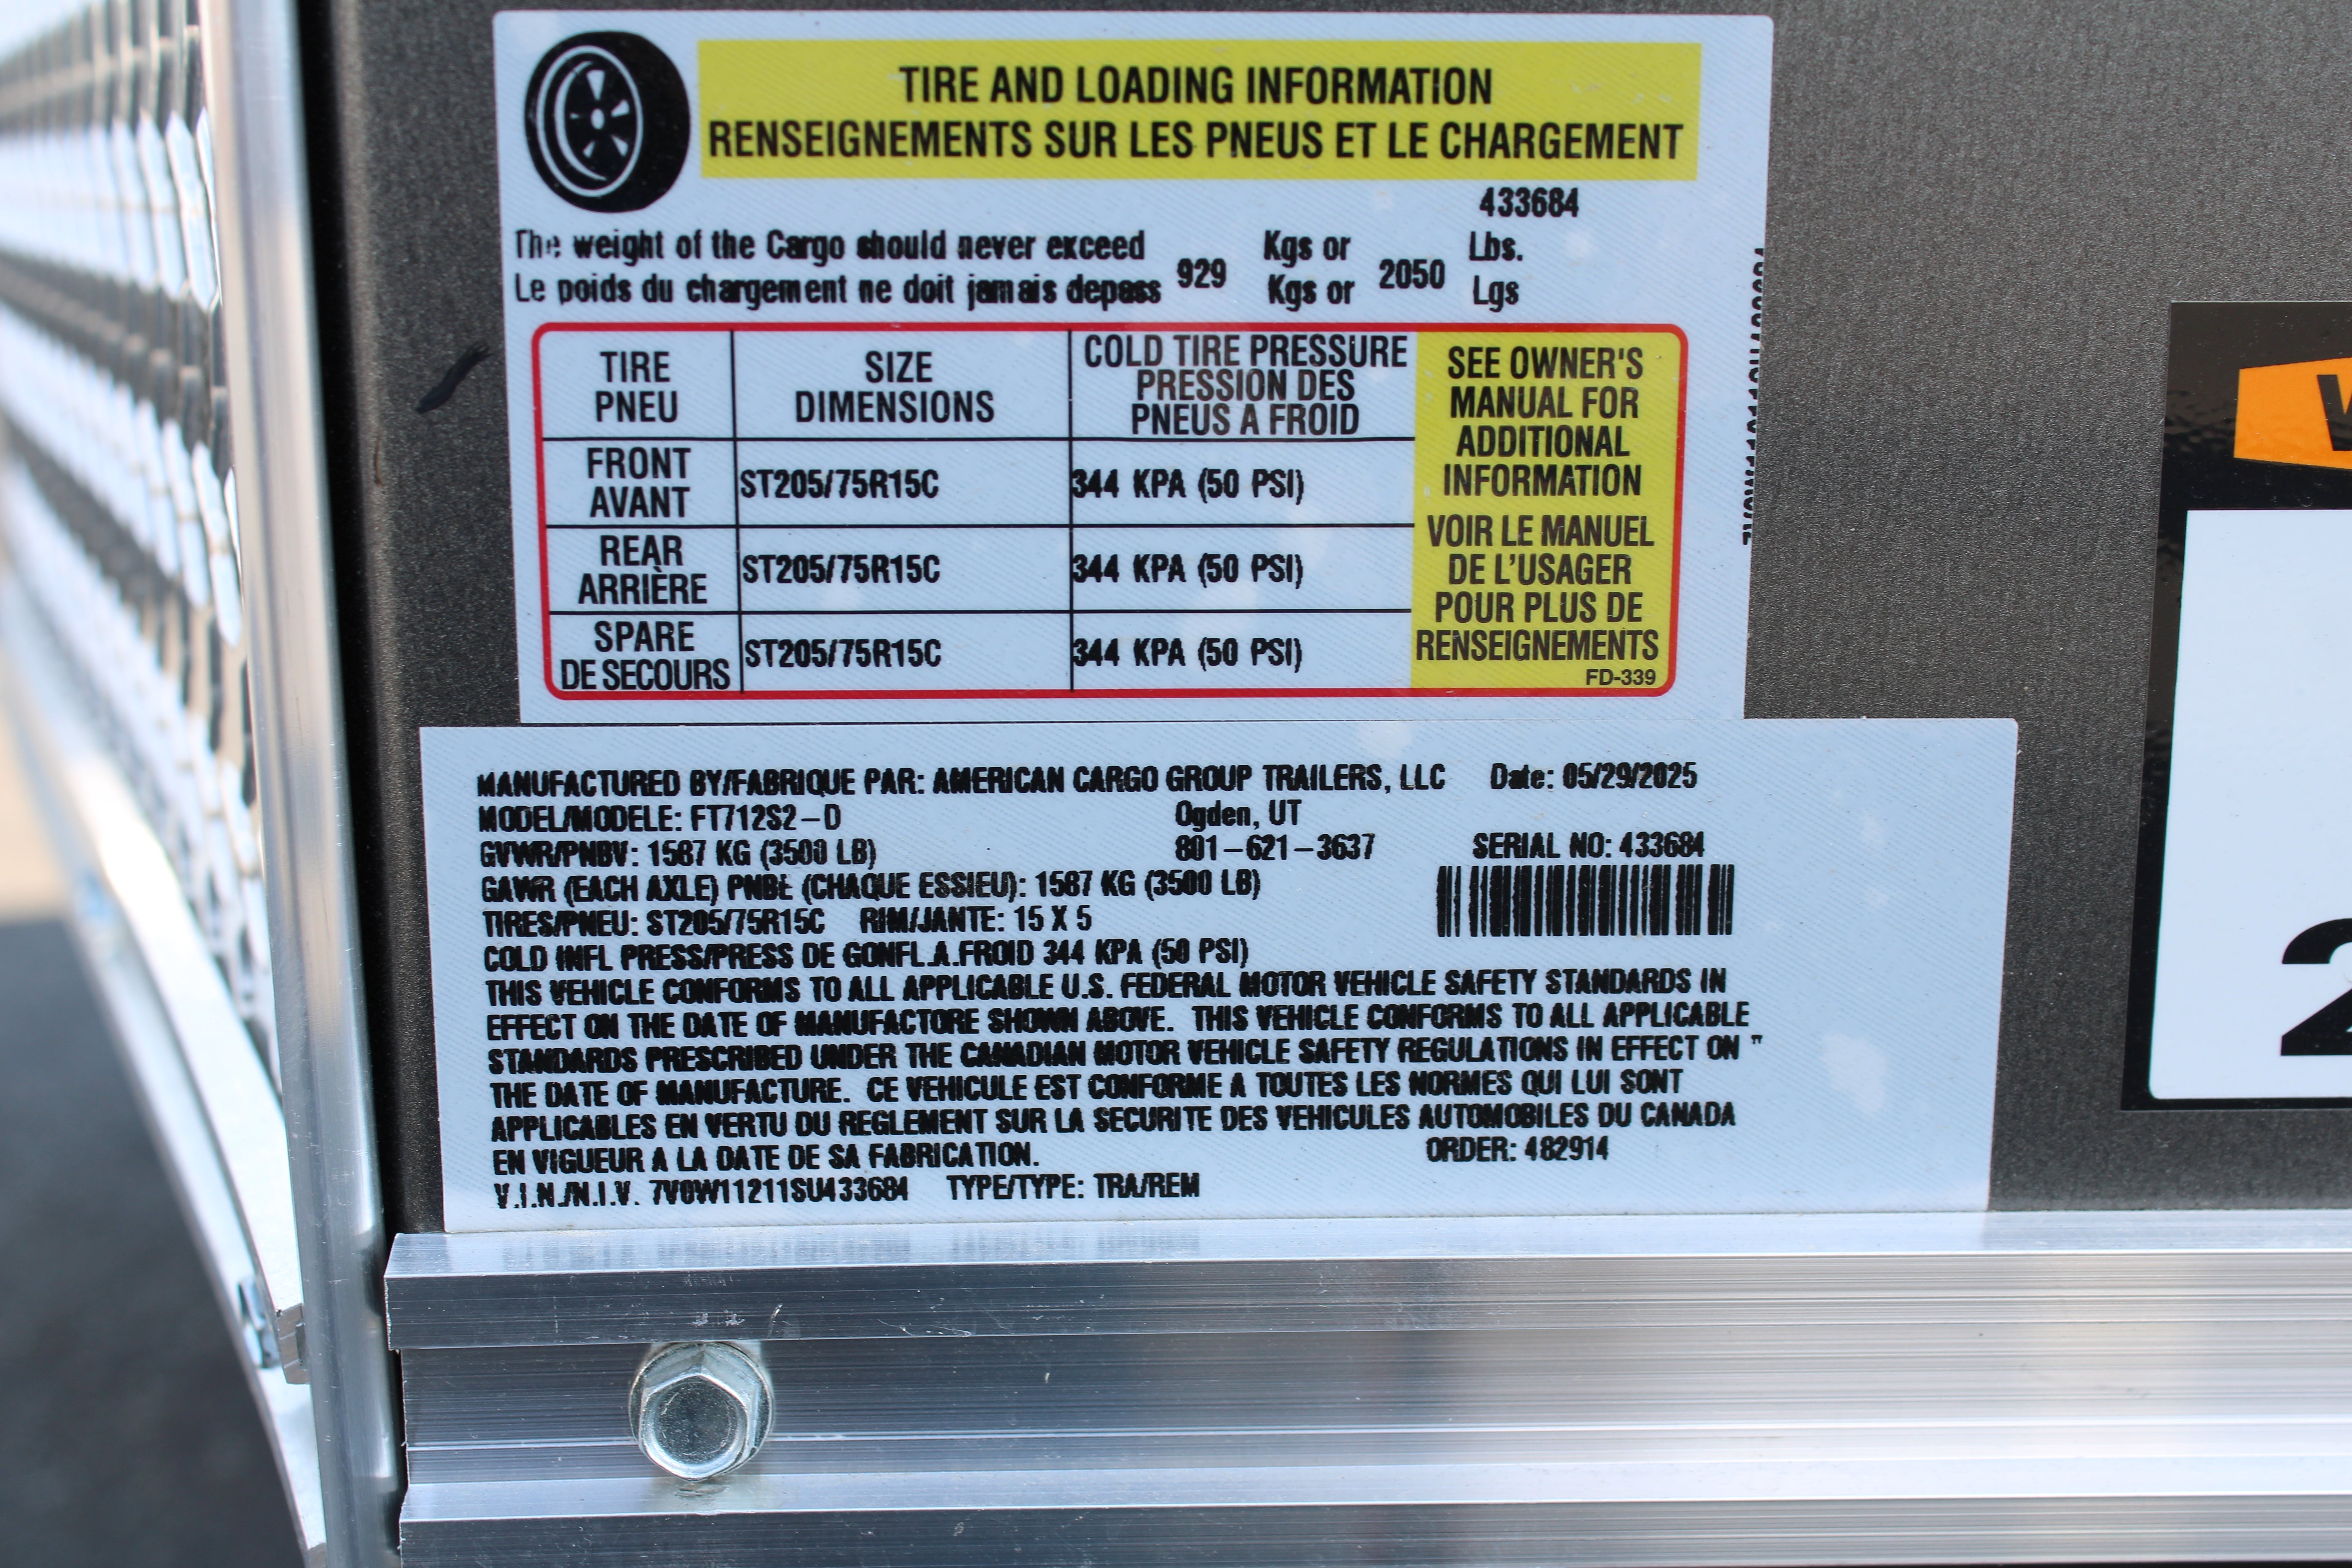 TIRE AND LOADING INFORMATION
RENSEIGNEMENTS SUR LES PNEUS ET LE CHARGEMENT
433684
The weight of the Cargo should never exceed Kgs or Lbs.
929 2050
Le poids du chargement ne doit jamais depass Kgs or Lgs
TIRE SIZE COLD TIRE PRESSURE
PNEU DIMENSIONS PRESSION DES
PNEUS A FROID
FRONT
AVANT ST205/75R15C 344 KPA (50 PSI)
REAR
ARRIÈRE ST205/75R15C 344 KPA (50 PSI)
SPARE
DE SECOURS ST205/75R15C 344 KPA (50 PSI)
SEE OWNER'S
MANUAL FOR
ADDITIONAL
INFORMATION
VOIR LE MANUEL
DE L'USAGER
POUR PLUS DE
RENSEIGNEMENTS
FD-339
MANUFACTURED BY/FABRIQUE PAR: AMERICAN CARGO GROUP TRAILERS, LLC Date: 05/29/2025
MODEL/MODELE: FT712S2-D Ogden, UT
GVWR/PNBV: 1587 KG (3500 LB) 801-621-3637 SERIAL NO: 433684
GAWR (EACH AXLE) PNBE (CHAQUE ESSIEU): 1587 KG (3500 LB)
TIRES/PNEU: ST205/75R15C RIM/JANTE: 15 X 5
COLD INFL PRESS/PRESS DE GONFL.A.FROID 344 KPA (50 PSI)
THIS VEHICLE CONFORMS TO ALL APPLICABLE U.S. FEDERAL MOTOR VEHICLE SAFETY STANDARDS IN
EFFECT ON THE DATE OF MANUFACTORE SHOWN ABOVE. THIS VEHICLE CONFORMS TO ALL APPLICABLE
STANDARDS PRESCRIBED UNDER THE CANADIAN MOTOR VEHICLE SAFETY REGULATIONS IN EFFECT ON "
THE DATE OF MANUFACTURE. CE VEHICULE EST CONFORME A TOUTES LES NORMES QUI LUI SONT
APPLICABLES EN VERTU DU REGLEMENT SUR LA SECURITE DES VEHICULES AUTOMOBILES DU CANADA
EN VIGUEUR A LA DATE DE SA FABRICATION. ORDER: 482914
V.I.N./N.I.V. 7V0W11211SU433684 TYPE/TYPE: TRA/REM
2